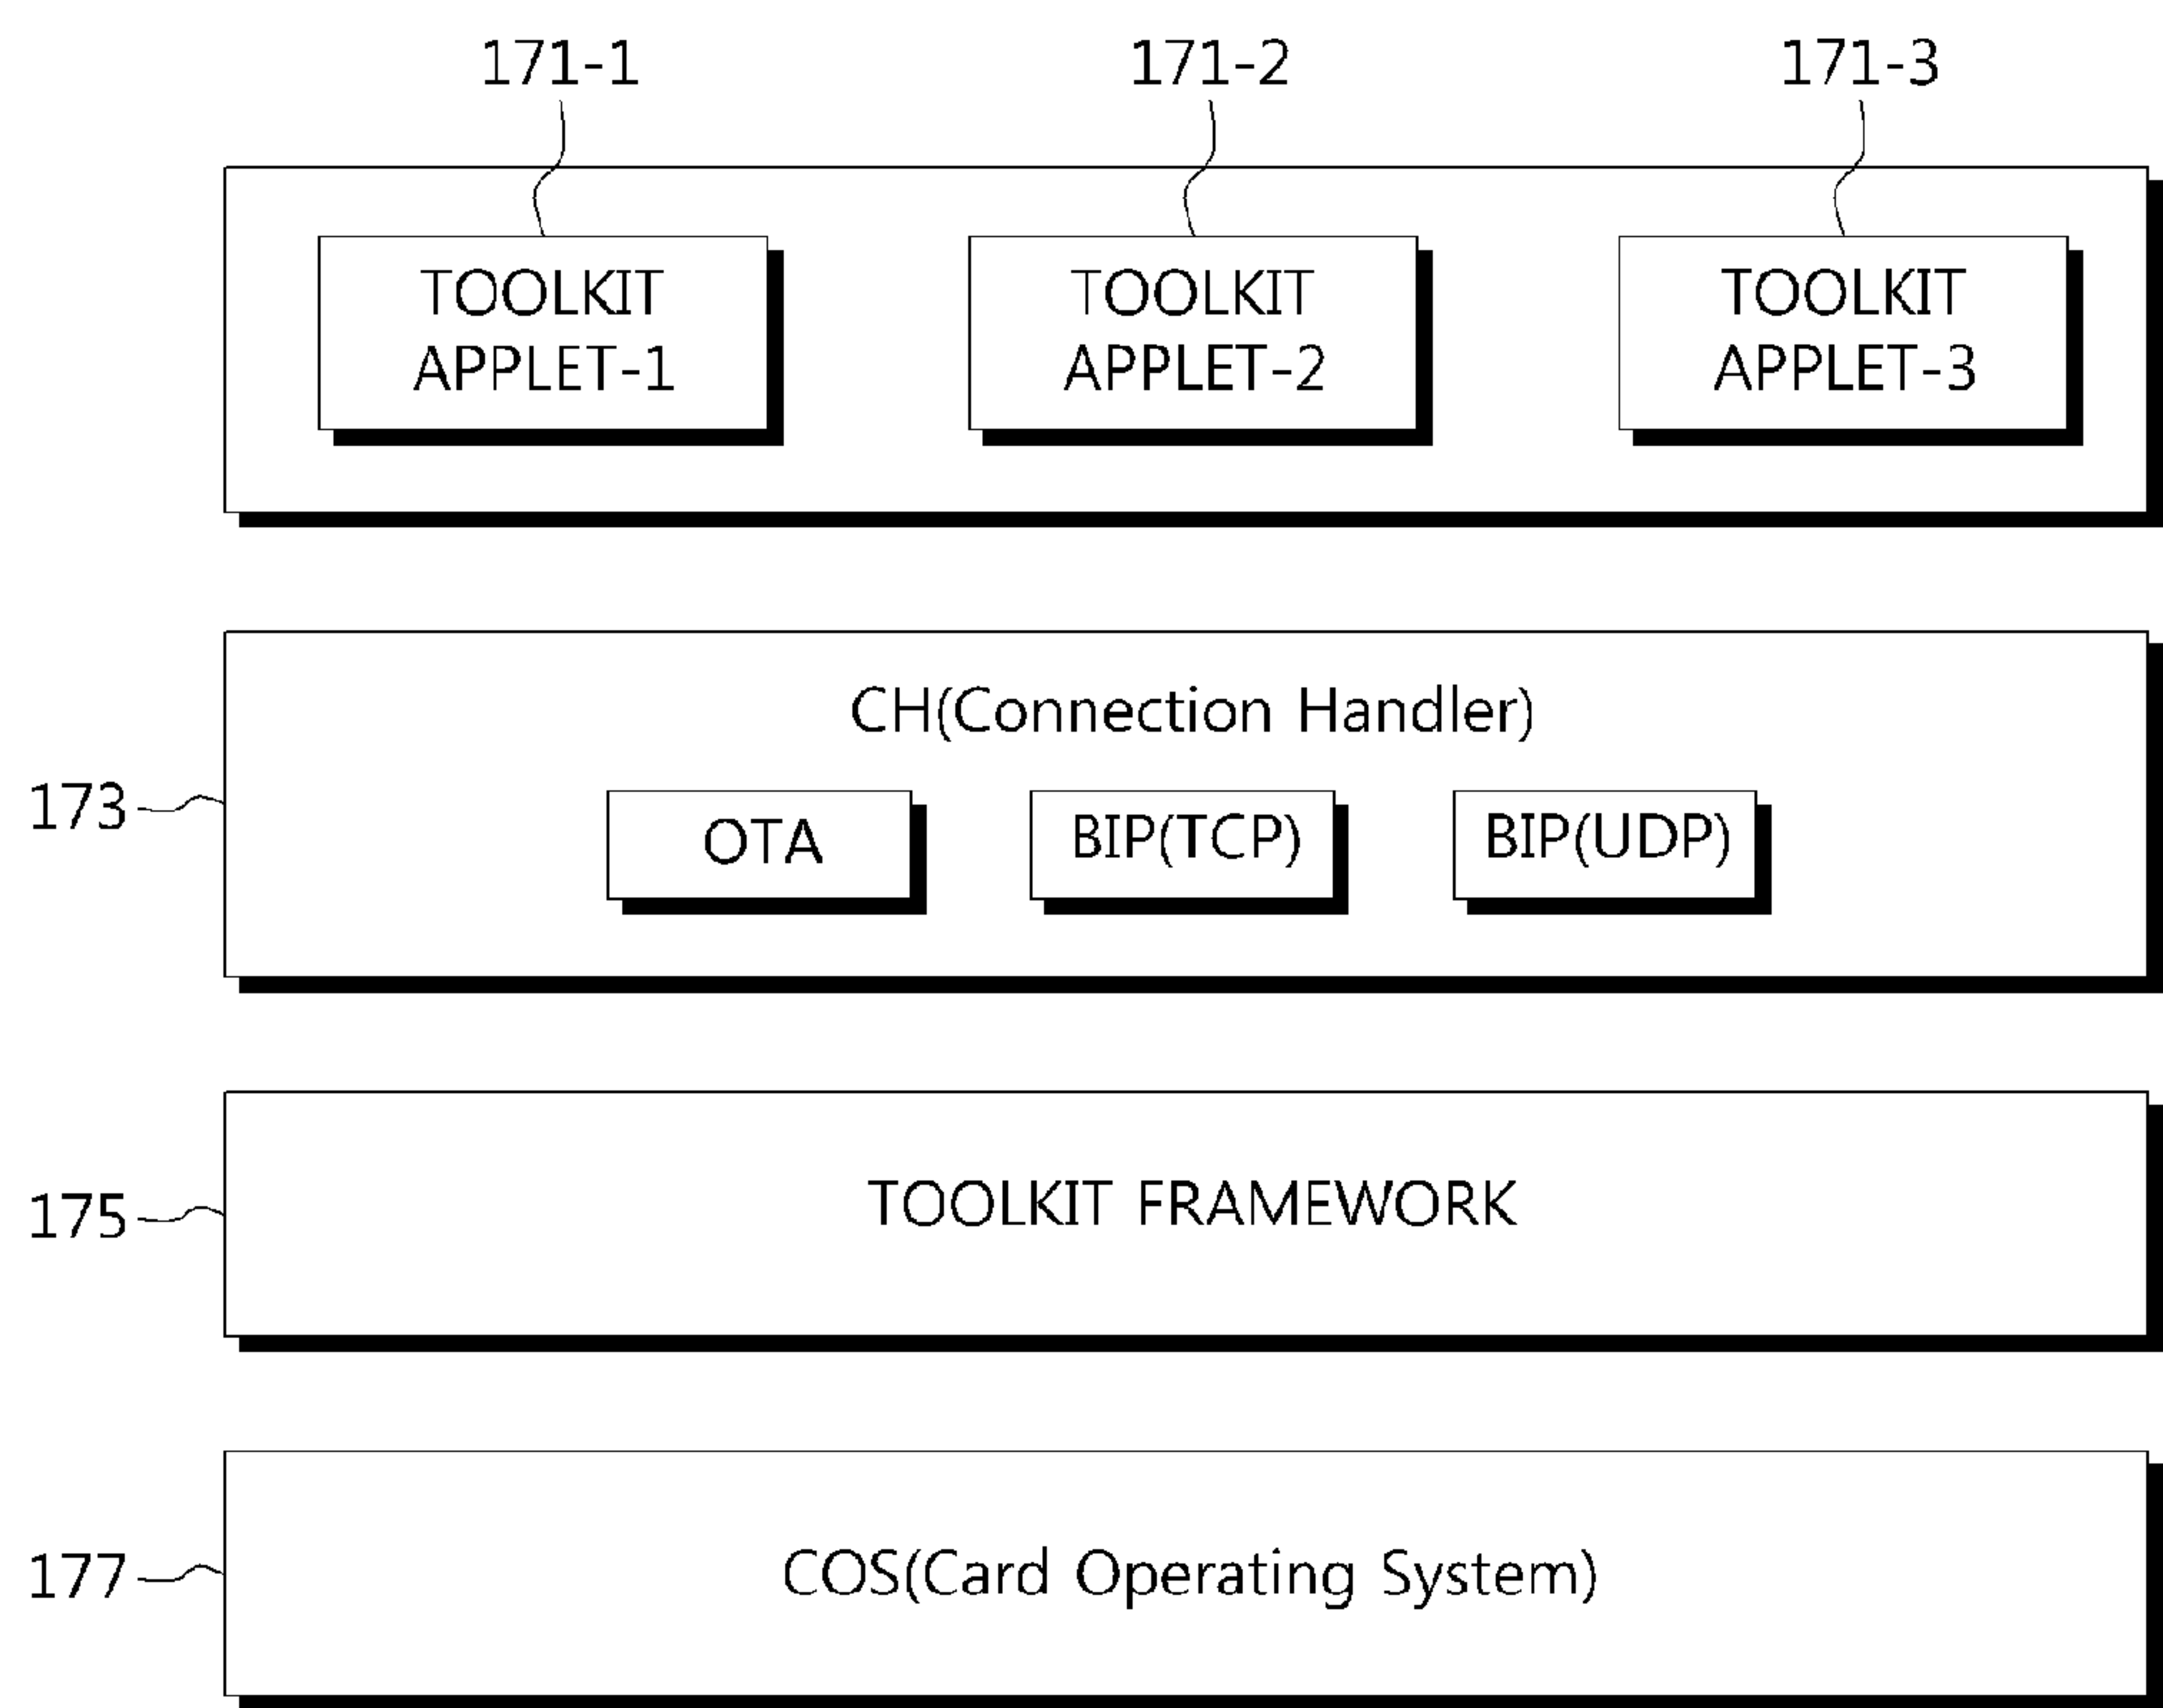 171-1
171-2
171-3
TOOLKIT
APPLET-1
TOOLKIT
APPLET-2
TOOLKIT
APPLET-3
CH(Connection Handler)
173
OTA
BIP(TCP)
BIP(UDP)
175
TOOLKIT FRAMEWORK
177
COS(Card Operating System)